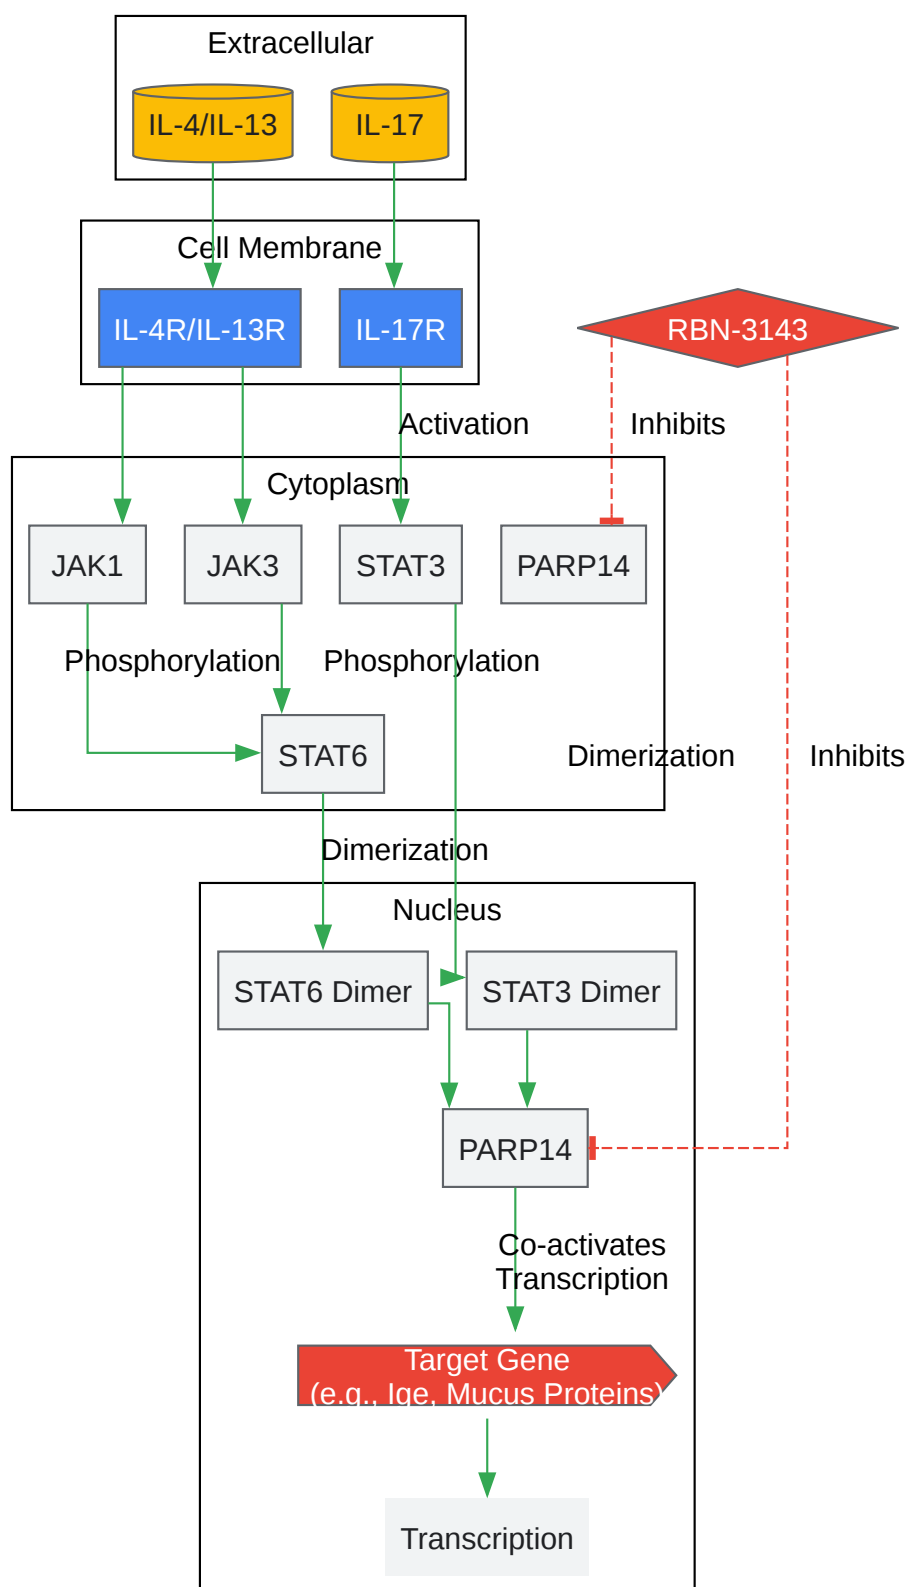 Extracellular
IL-4/IL-13
IL-17
Cell Membrane
IL-4R/IL-13R
IL-17R
RBN-3143
Activation
Inhibits
Cytoplasm
JAK1
JAK3
STAT3
PARP14
Phosphorylation
Phosphorylation
STAT6
Dimerization
Inhibits
Dimerization
Nucleus
STAT6 Dimer
STAT3 Dimer
PARP14
Co-activates
Transcription
Target Gene
(e.g., Ige, Mucus Proteins)
Transcription